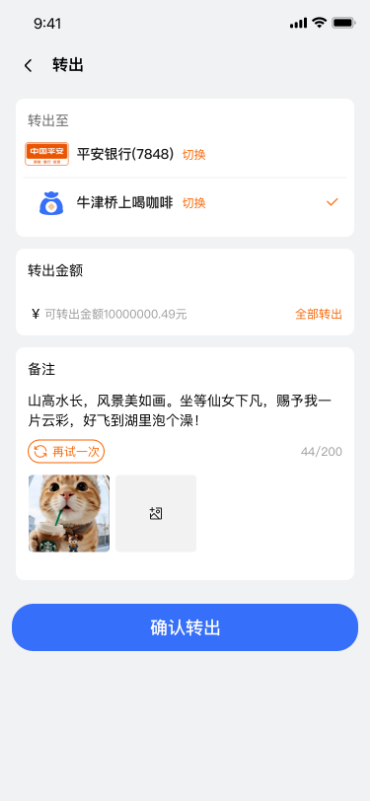 9:41
转出
转出至
中国平安
平安银行(7848) 切换
牛津桥上喝咖啡 切换
转出金额
¥ 可转出金额10000000.49元 全部转出
备注
山高水长，风景美如画。坐等仙女下凡，赐予我一
片云彩，好飞到湖里泡个澡！
再试一次 44/200
确认转出